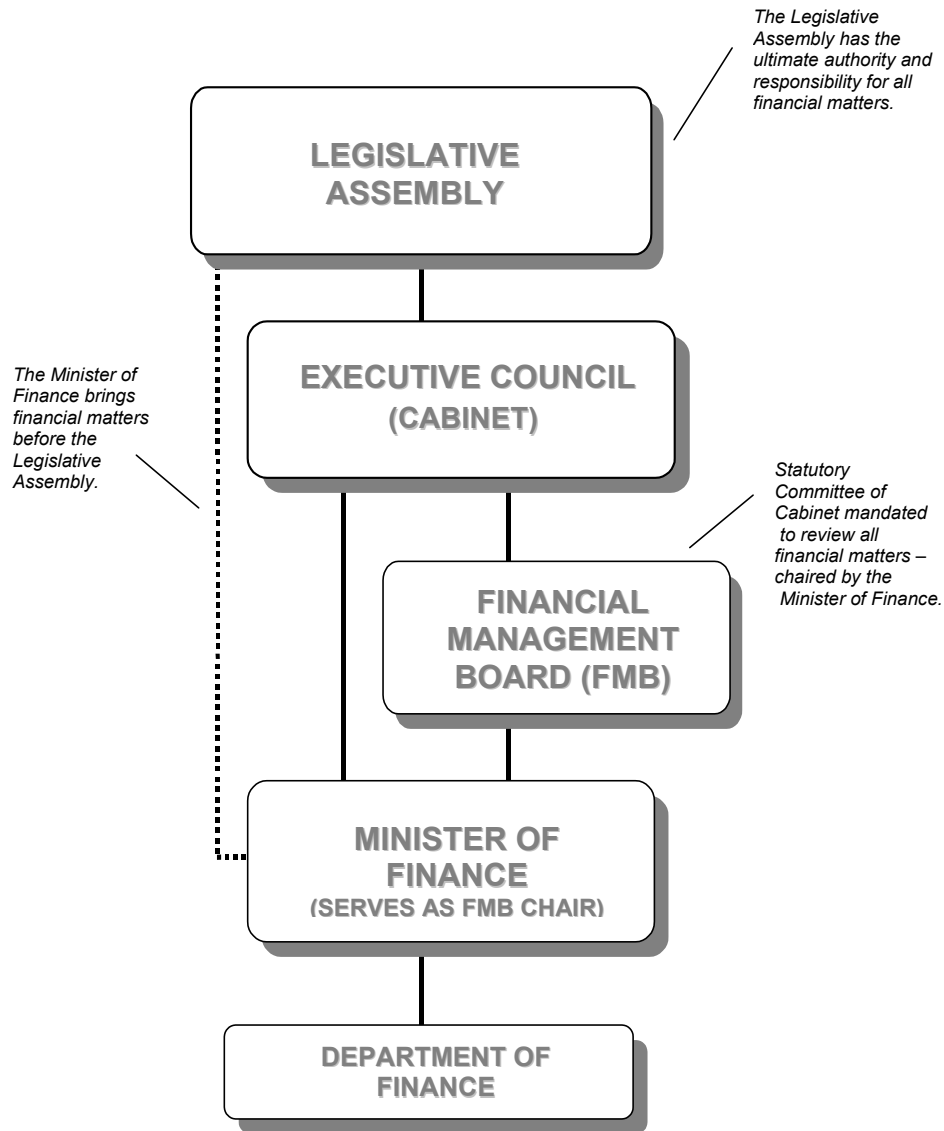 The Legislative
Assembly has the
ultimate authority and
responsibility for all
financial matters.
LEGISLATIVE
ASSEMBLY
EXECUTIVE COUNCIL
(CABINET)
The Minister of
Finance brings
financial matters
before the
Legislative
Assembly.
Statutory
Committee of
Cabinet mandated
to review all
financial matters –
chaired by the
Minister of Finance.
FINANCIAL
MANAGEMENT
BOARD (FMB)
MINISTER OF
FINANCE
(SERVES AS FMB CHAIR)
DEPARTMENT OF
FINANCE